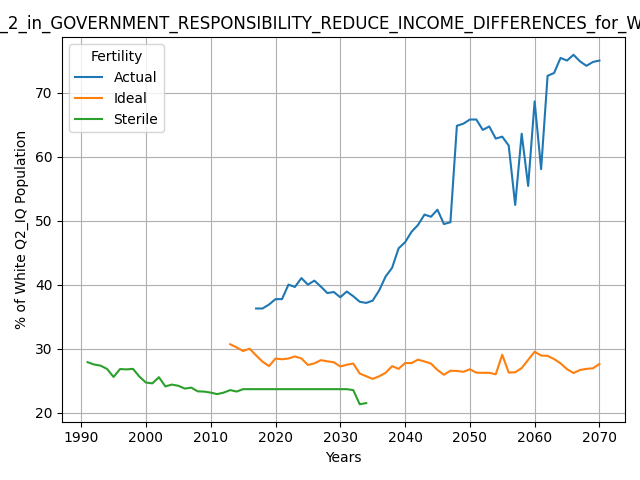 _2_in_GOVERNMENT_RESPONSIBILITY_REDUCE_INCOME_DIFFERENCES_for_W
Fertility
Actual
Ideal
Sterile
% of White Q2_IQ Population
70
60
50
40
30
20
1990 2000 2010 2020 2030 2040 2050 2060 2070
Years